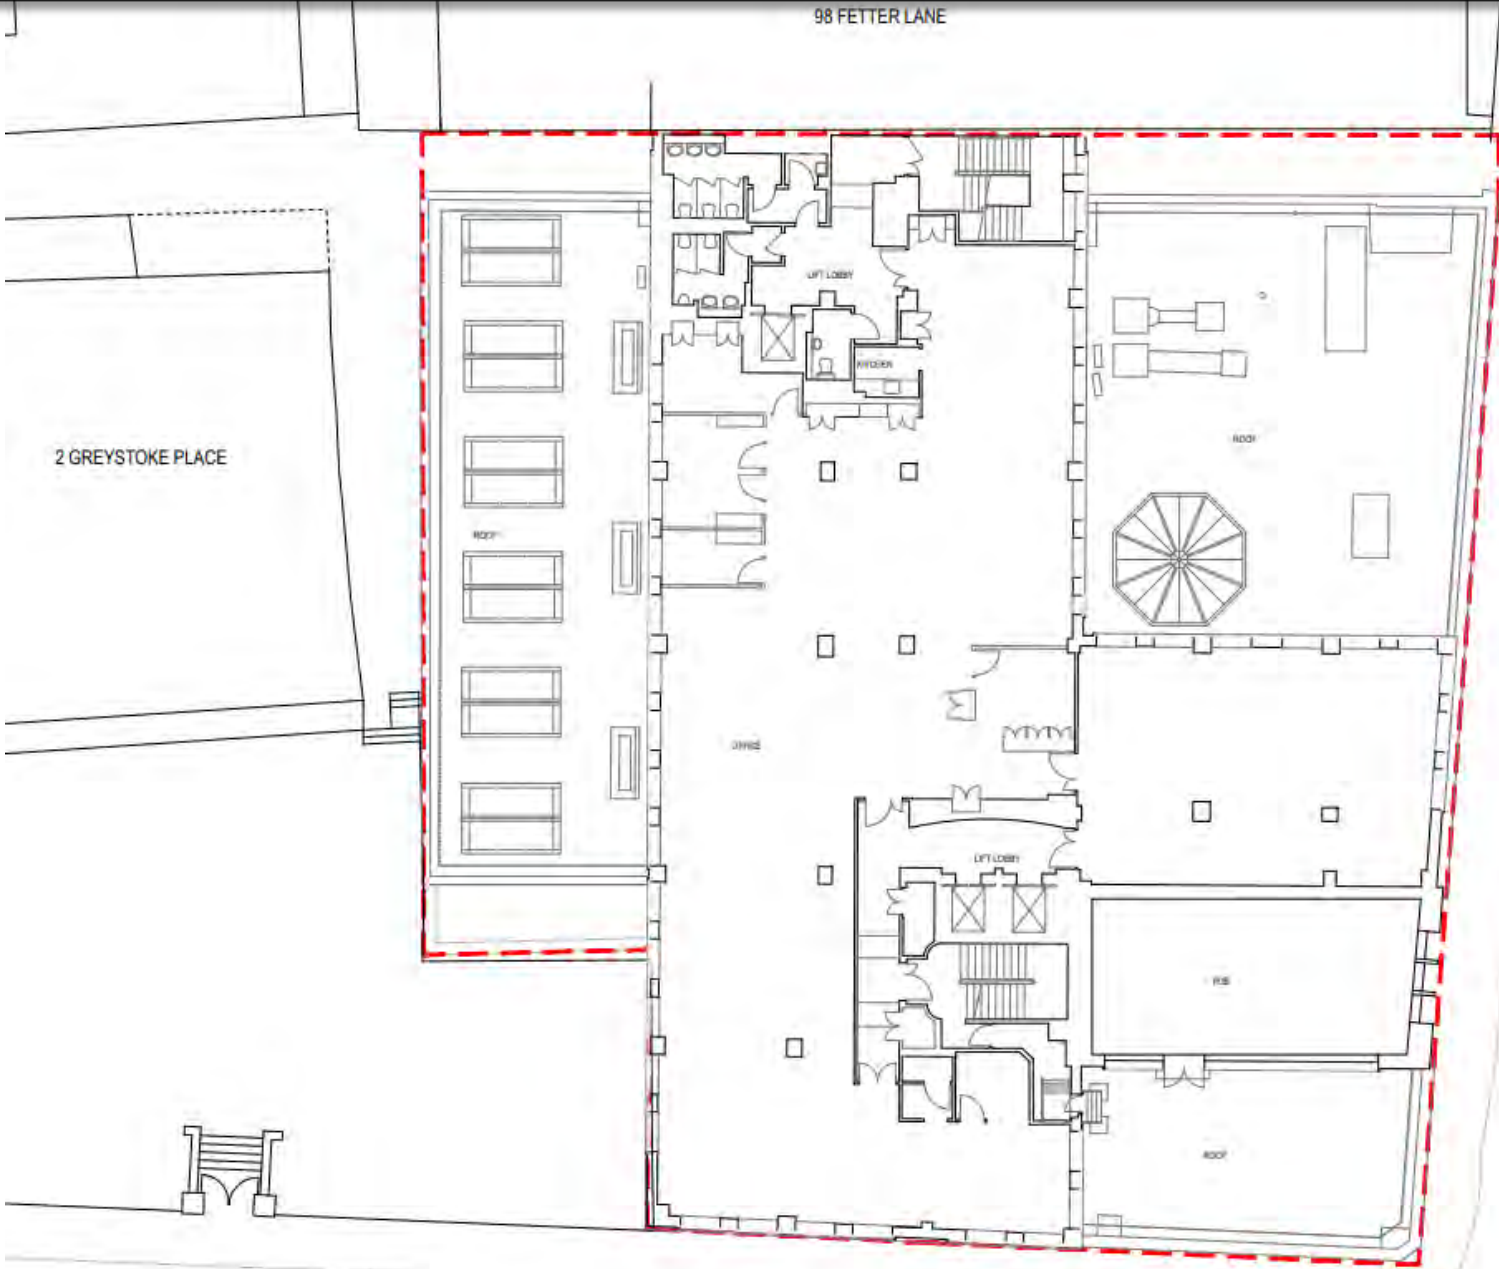 98 FETTER LANE
LIFT LOBBY
KITCHEN
ROOF
2 GREYSTOKE PLACE
ROOF
OFFICE
LIFT LOBBY
ROOF